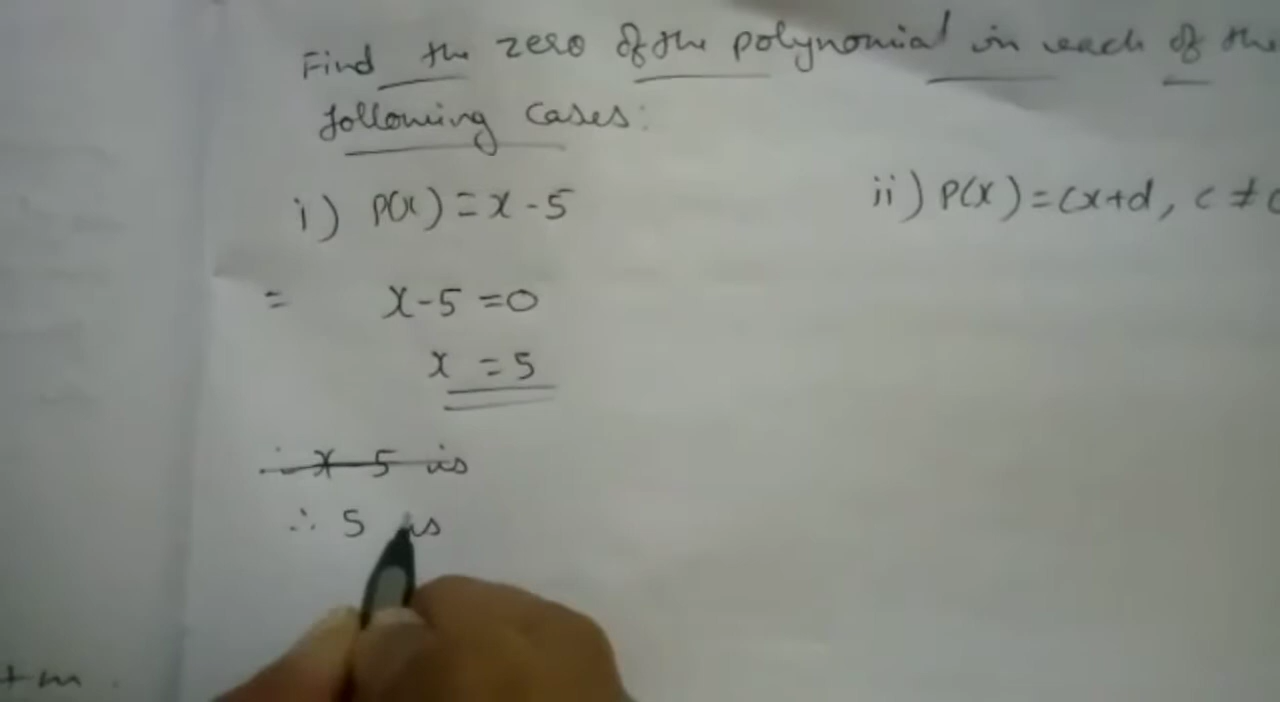 Find the zero of the polynomial in each of the
following cases:
i) P(x) = x - 5
ii) P(x) = cx+d, c ≠
= x - 5 = 0
x = 5
∴ x 5 is
∴ 5 is
+ m